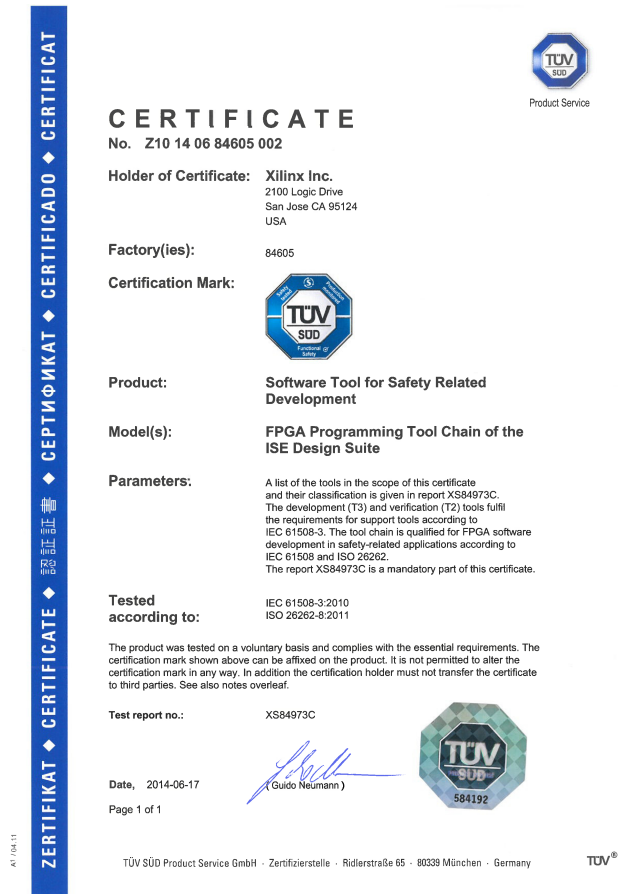 ZERTIFIKAT ◆ CERTIFICATE ◆ 認証証書 ◆ СЕРТИФИКАТ ◆ CERTIFICADO ◆ CERTIFICAT
TÜV
SÜD
Product Service
CERTIFICATE
No. Z10 14 06 84605 002
Holder of Certificate: Xilinx Inc.
2100 Logic Drive
San Jose CA 95124
USA
Factory(ies): 84605
Certification Mark:
Safety tested
Production monitored
TÜV
SÜD
Functional
Safety
Product: Software Tool for Safety Related
Development
Model(s): FPGA Programming Tool Chain of the
ISE Design Suite
Parameters: A list of the tools in the scope of this certificate
and their classification is given in report XS84973C.
The development (T3) and verification (T2) tools fulfil
the requirements for support tools according to
IEC 61508-3. The tool chain is qualified for FPGA software
development in safety-related applications according to
IEC 61508 and ISO 26262.
The report XS84973C is a mandatory part of this certificate.
Tested IEC 61508-3:2010
according to: ISO 26262-8:2011
The product was tested on a voluntary basis and complies with the essential requirements. The
certification mark shown above can be affixed on the product. It is not permitted to alter the
certification mark in any way. In addition the certification holder must not transfer the certificate
to third parties. See also notes overleaf.
Test report no.: XS84973C
TÜV
SÜD
584192
Date, 2014-06-17
( Guido Neumann )
Page 1 of 1
A1 / 04.11
TÜV SÜD Product Service GmbH · Zertifizierstelle · Ridlerstraße 65 · 80339 München · Germany
TÜV®